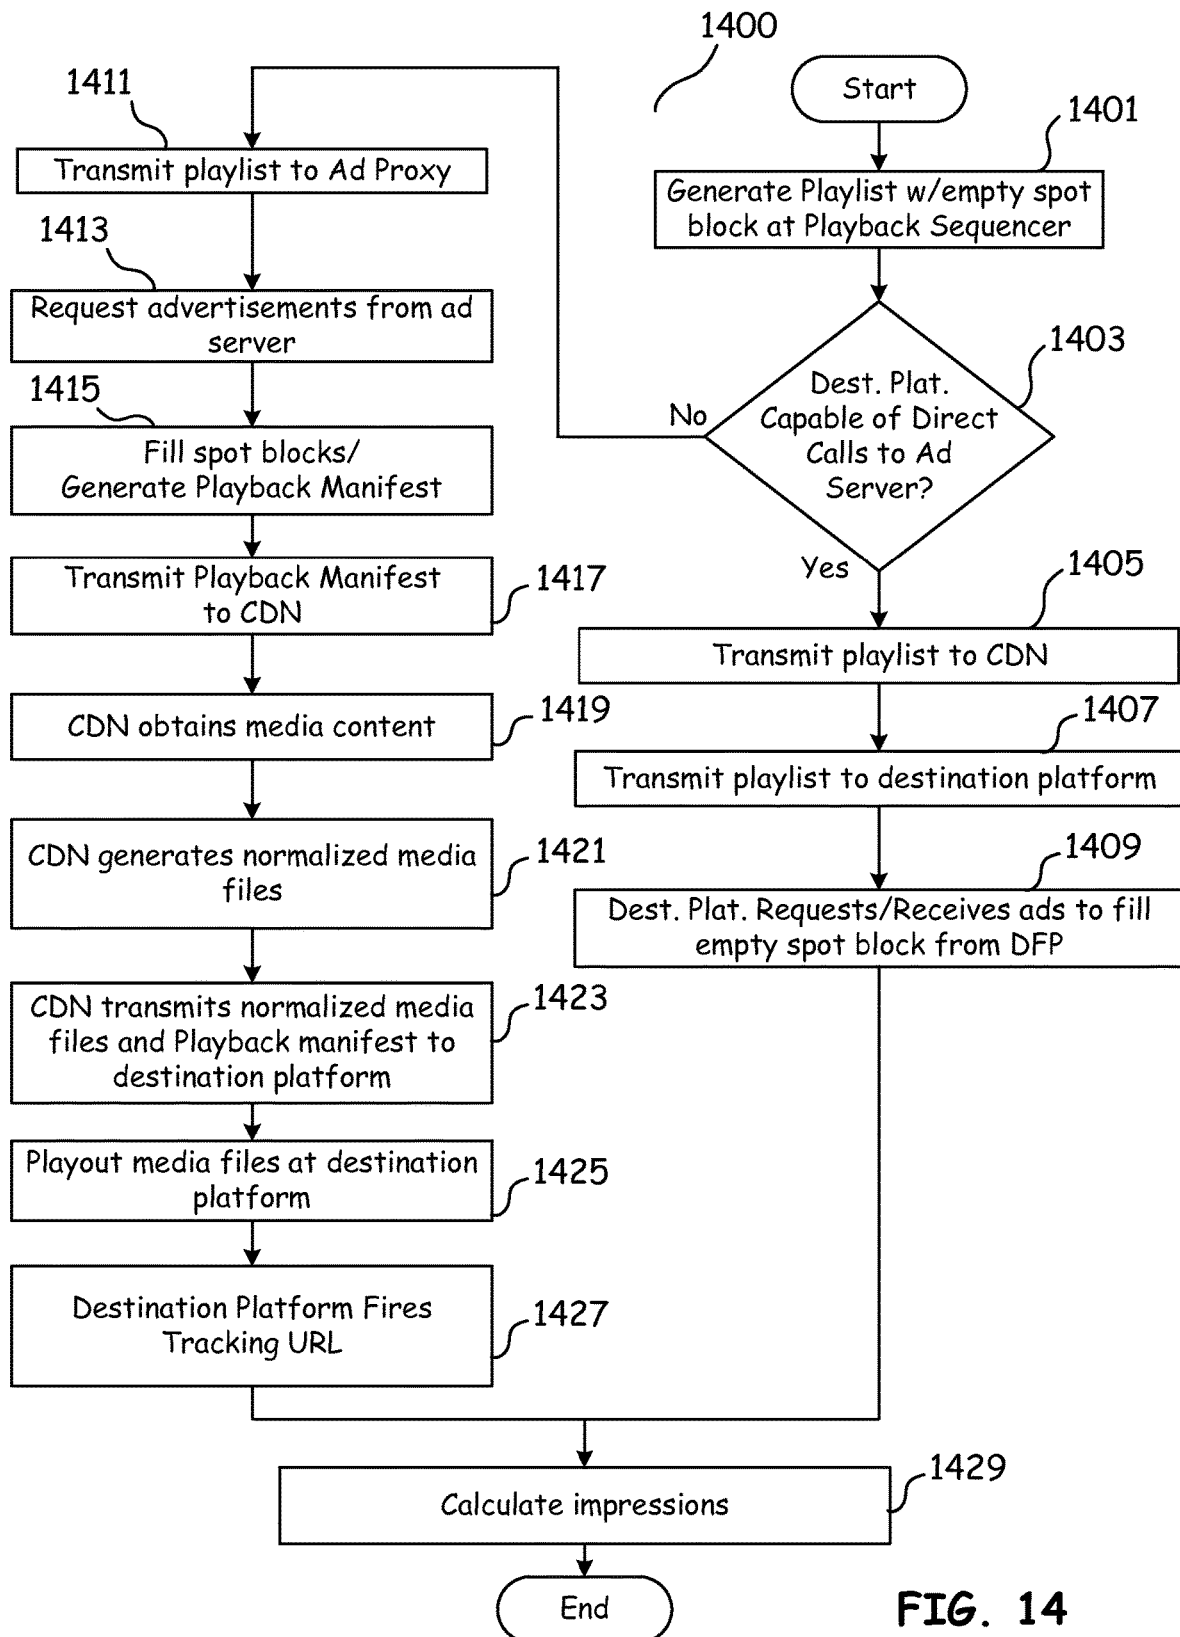 1400
Start
1401
Generate Playlist w/empty spot
block at Playback Sequencer
1403
Dest. Plat.
Capable of Direct
Calls to Ad
Server?
No
Yes
1405
Transmit playlist to CDN
1407
Transmit playlist to destination platform
1409
Dest. Plat. Requests/Receives ads to fill
empty spot block from DFP
1411
Transmit playlist to Ad Proxy
1413
Request advertisements from ad
server
1415
Fill spot blocks/
Generate Playback Manifest
Transmit Playback Manifest
to CDN
1417
CDN obtains media content
1419
CDN generates normalized media
files
1421
CDN transmits normalized media
files and Playback manifest to
destination platform
1423
Playout media files at destination
platform
1425
Destination Platform Fires
Tracking URL
1427
1429
Calculate impressions
End
FIG. 14